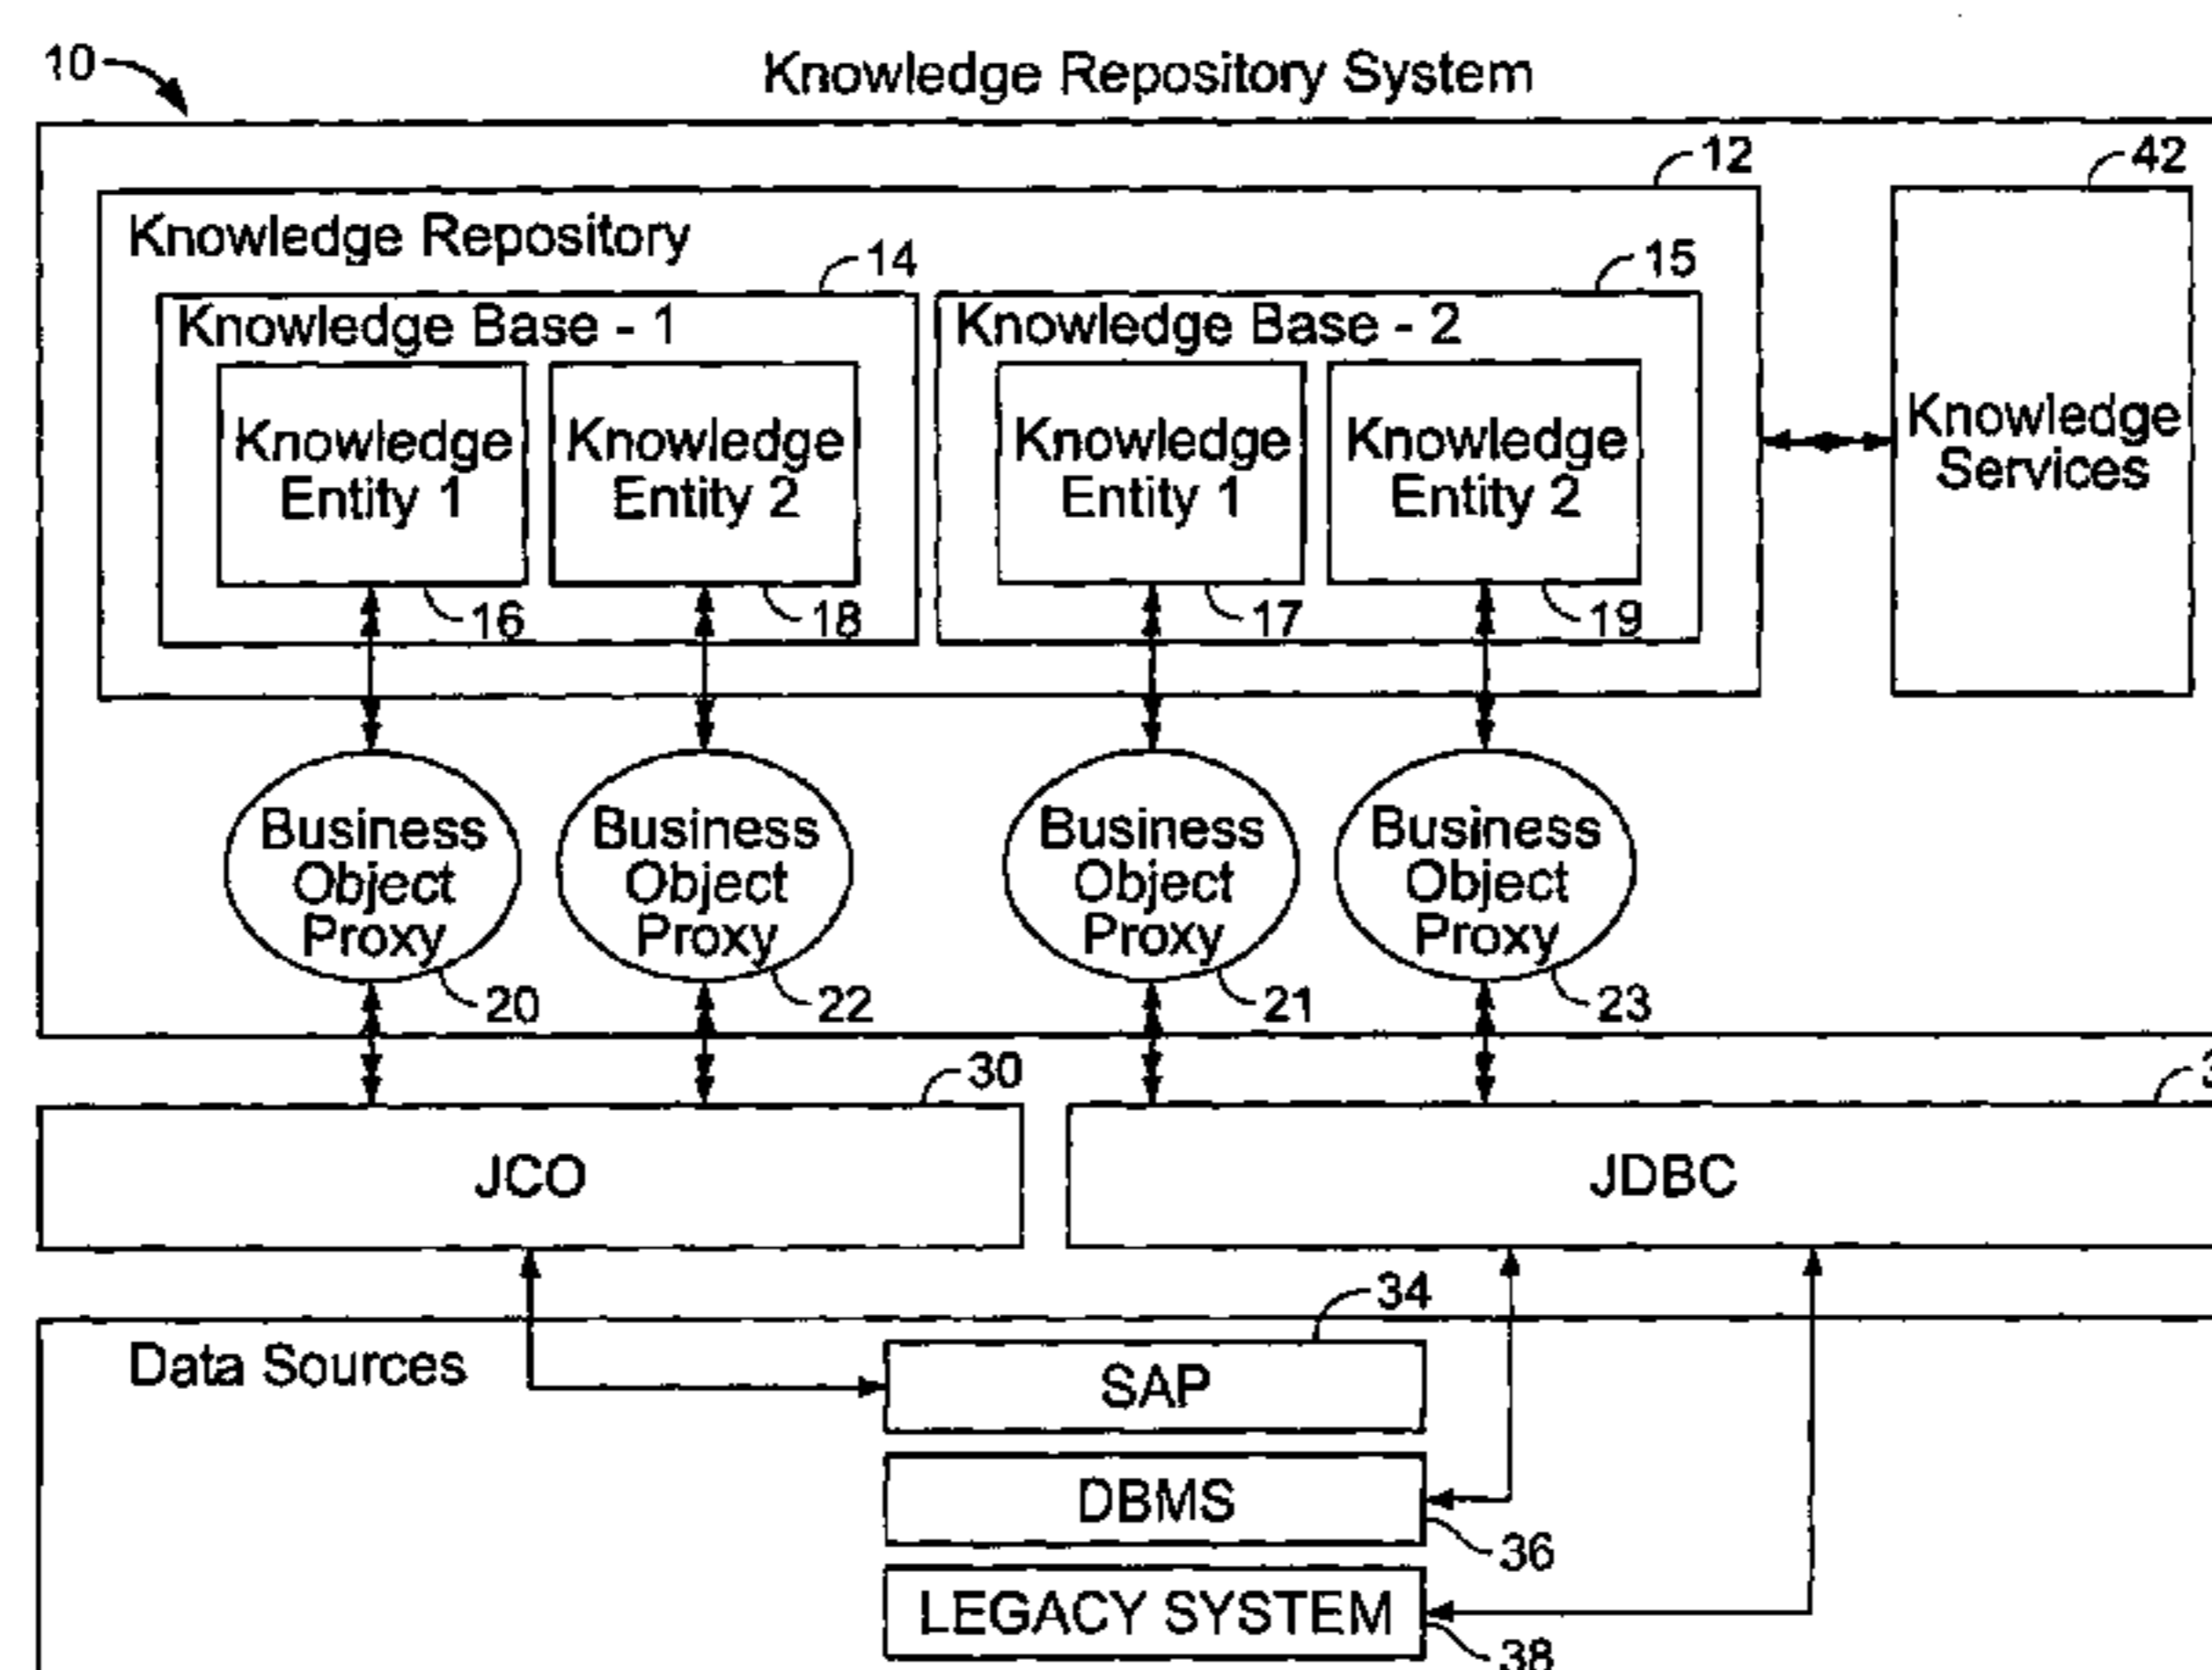 10
Knowledge Repository System
12
42
Knowledge Repository
14
15
Knowledge Base - 1
Knowledge Base - 2
Knowledge
Entity 1
Knowledge
Entity 2
Knowledge
Entity 1
Knowledge
Entity 2
Knowledge
Services
16
18
17
19
Business
Object
Proxy
Business
Object
Proxy
Business
Object
Proxy
Business
Object
Proxy
20
22
21
23
30
JCO
JDBC
34
Data Sources
SAP
DBMS
36
LEGACY SYSTEM
38